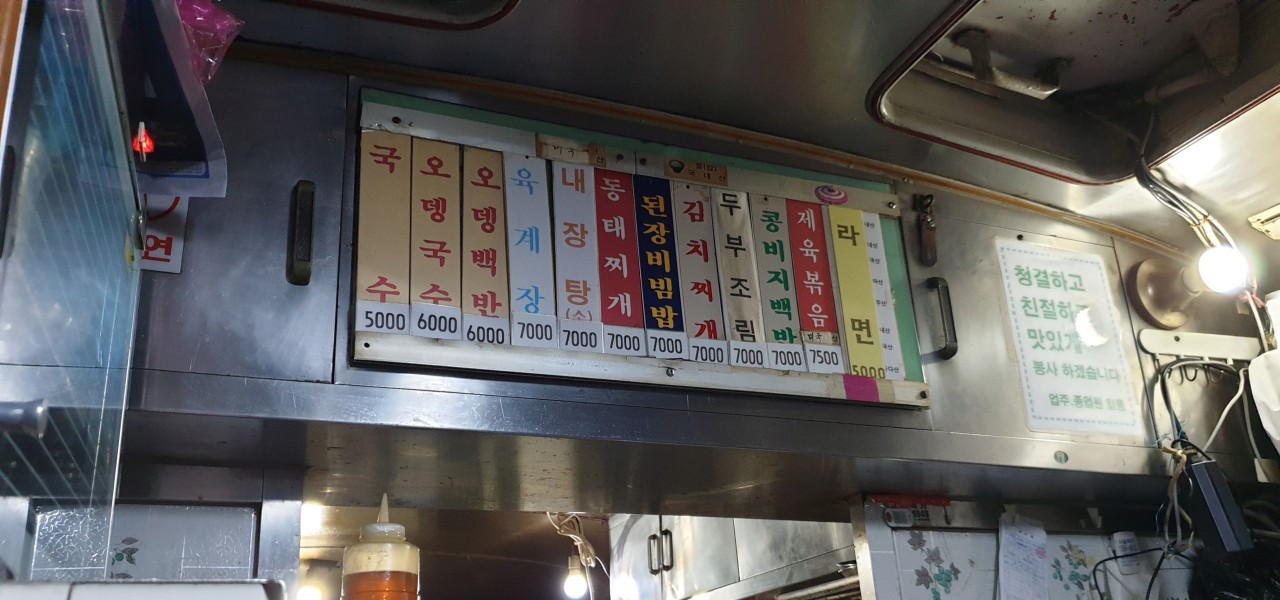 국수
5000
오뎅국수
6000
오뎅백반
6000
육계장
7000
내장탕(소)
7000
동태찌개
7000
된장비빔밥
7000
김치찌개
7000
두부조림
7000
콩비지백반
7000
제육볶음
7500
라면
5000
국내산
연
청결하고
친절하고
맛있게
봉사 하겠습니다
업주.종업원